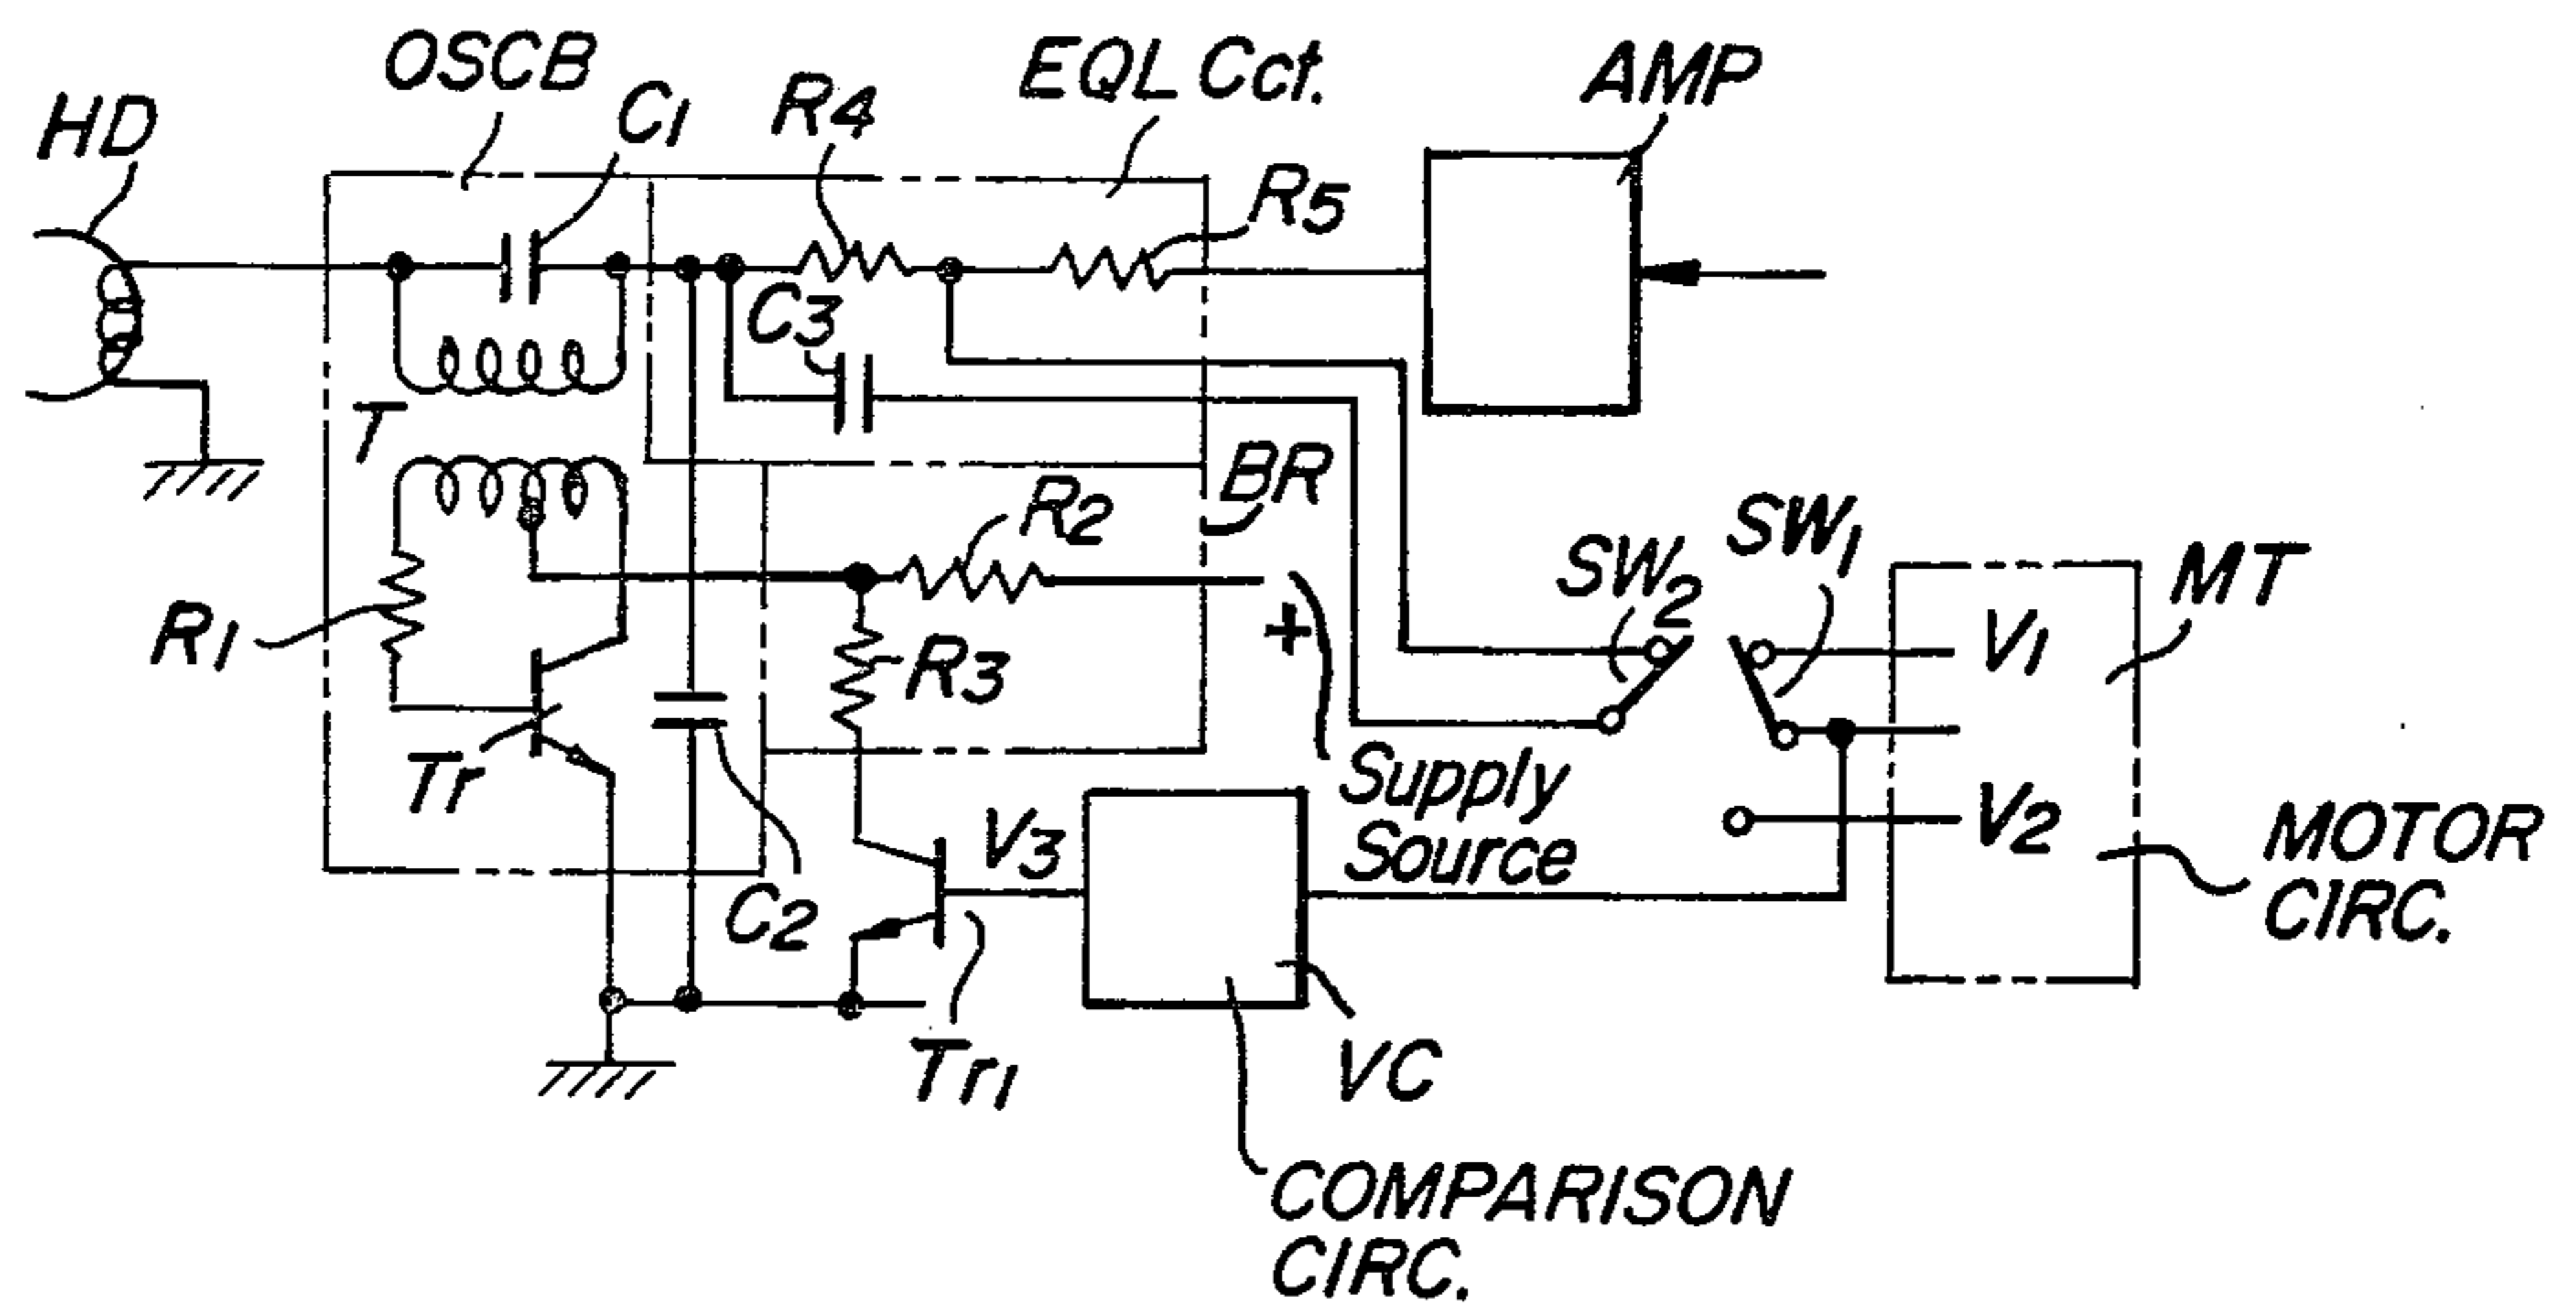 HD
OSCB
C1
R4
EQL Cct.
R5
AMP
C3
T
BR
R2
R1
R3
Tr
+
Supply
Source
SW2
SW1
MT
V1
V2
MOTOR
CIRC.
V3
C2
Tr1
VC
COMPARISON
CIRC.